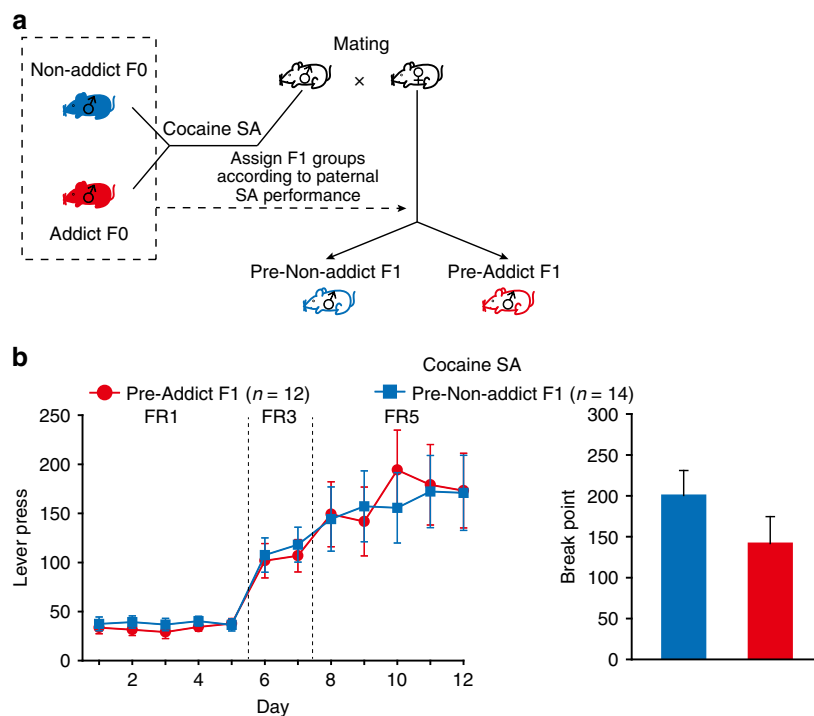 a
Mating
Non-addict F0
♂
♂
×
♀
Cocaine SA
Assign F1 groups
according to paternal
SA performance
♂
Addict F0
Pre-Non-addict F1
Pre-Addict F1
♂
♂
b
Cocaine SA
Pre-Addict F1 (n = 12)
Pre-Non-addict F1 (n = 14)
FR1
FR3
FR5
250
200
150
100
50
0
Lever press
2
4
6
8
10
12
Day
300
250
200
150
100
50
0
Break point